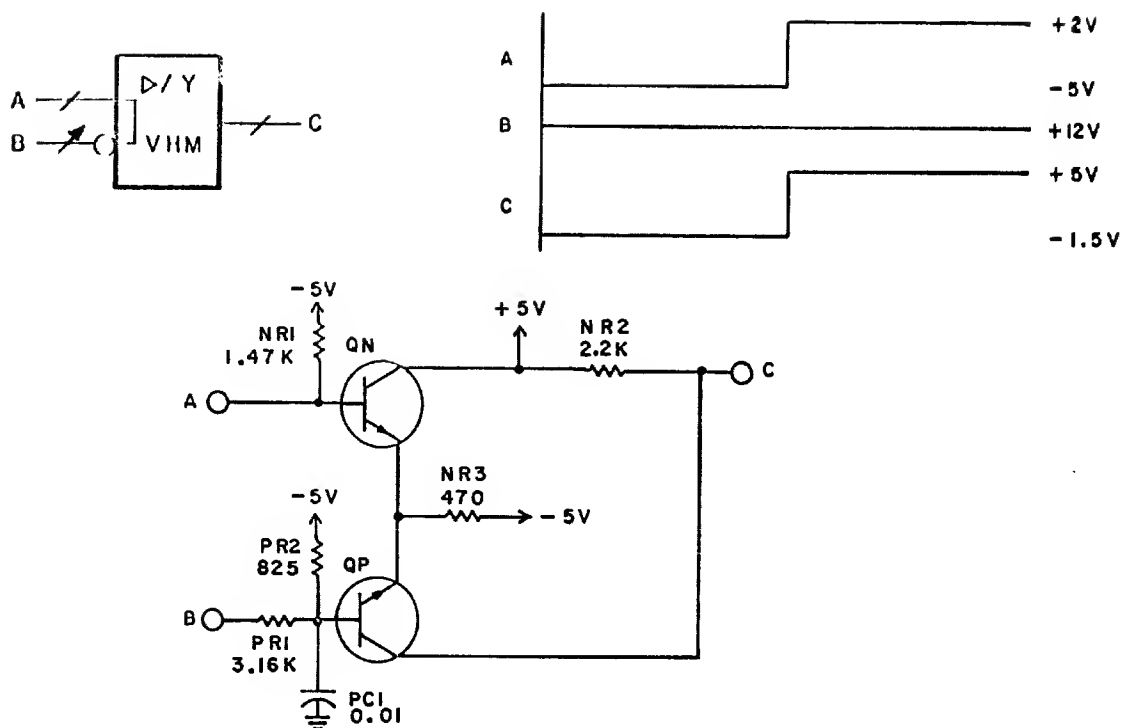 ▷/ Y
A
B
VIIM
C
A
+2V
-5V
B
+12V
C
+5V
-1.5V
-5V
NR1
1.47K
QN
+5V
NR2
2.2K
C
A
NR3
470
-5V
-5V
PR2
825
QP
B
PR1
3.16K
PC1
0.01